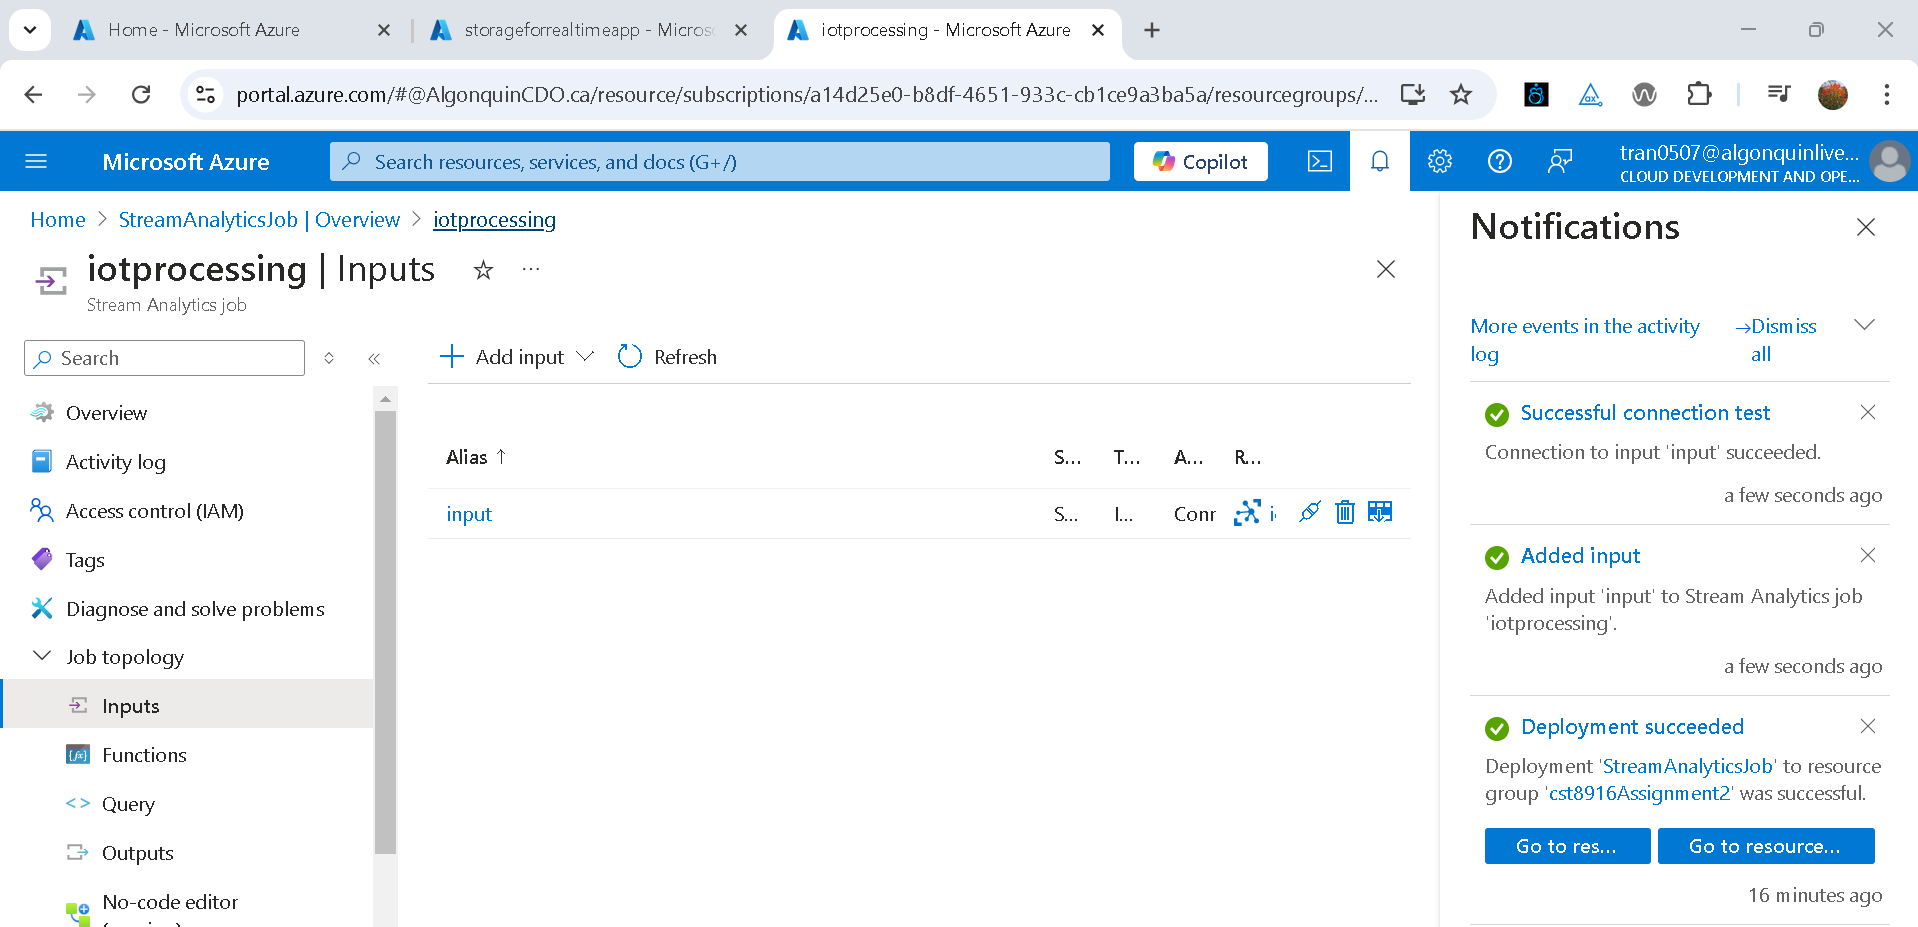 Home - Microsoft Azure
storageforrealtimeapp - Micros
iotprocessing - Microsoft Azure
portal.azure.com/#@AlgonquinCDO.ca/resource/subscriptions/a14d25e0-b8df-4651-933c-cb1ce9a3ba5a/resourcegroups/...
Microsoft Azure
Search resources, services, and docs (G+/)
Copilot
tran0507@algonquinlive...
CLOUD DEVELOPMENT AND OPE...
Home > StreamAnalyticsJob | Overview > iotprocessing
iotprocessing | Inputs
Stream Analytics job
Search
Overview
Activity log
Access control (IAM)
Tags
Diagnose and solve problems
Job topology
Inputs
Functions
Query
Outputs
No-code editor
Add input
Refresh
Alias ↑ S... T... A... R...
input S... I... Conr i
Notifications
More events in the activity log
→Dismiss all
Successful connection test
Connection to input 'input' succeeded.
a few seconds ago
Added input
Added input 'input' to Stream Analytics job
'iotprocessing'.
a few seconds ago
Deployment succeeded
Deployment 'StreamAnalyticsJob' to resource
group 'cst8916Assignment2' was successful.
Go to res...
Go to resource...
16 minutes ago